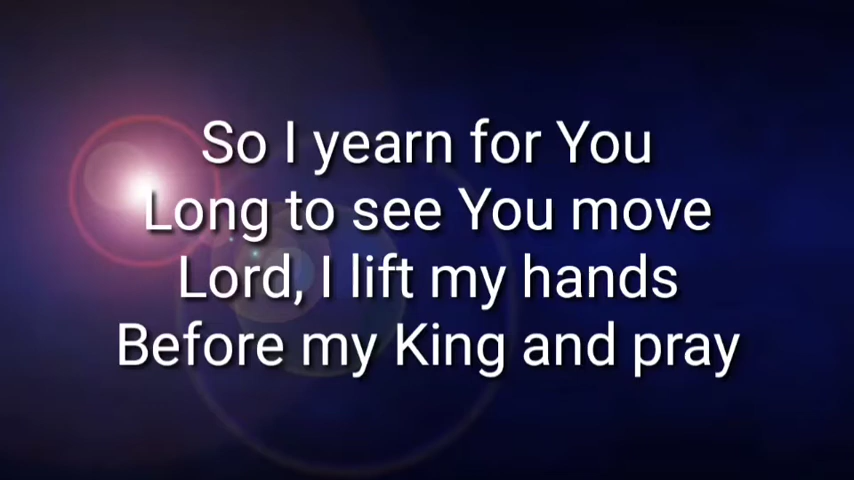 So I yearn for You
Long to see You move
Lord, I lift my hands
Before my King and pray